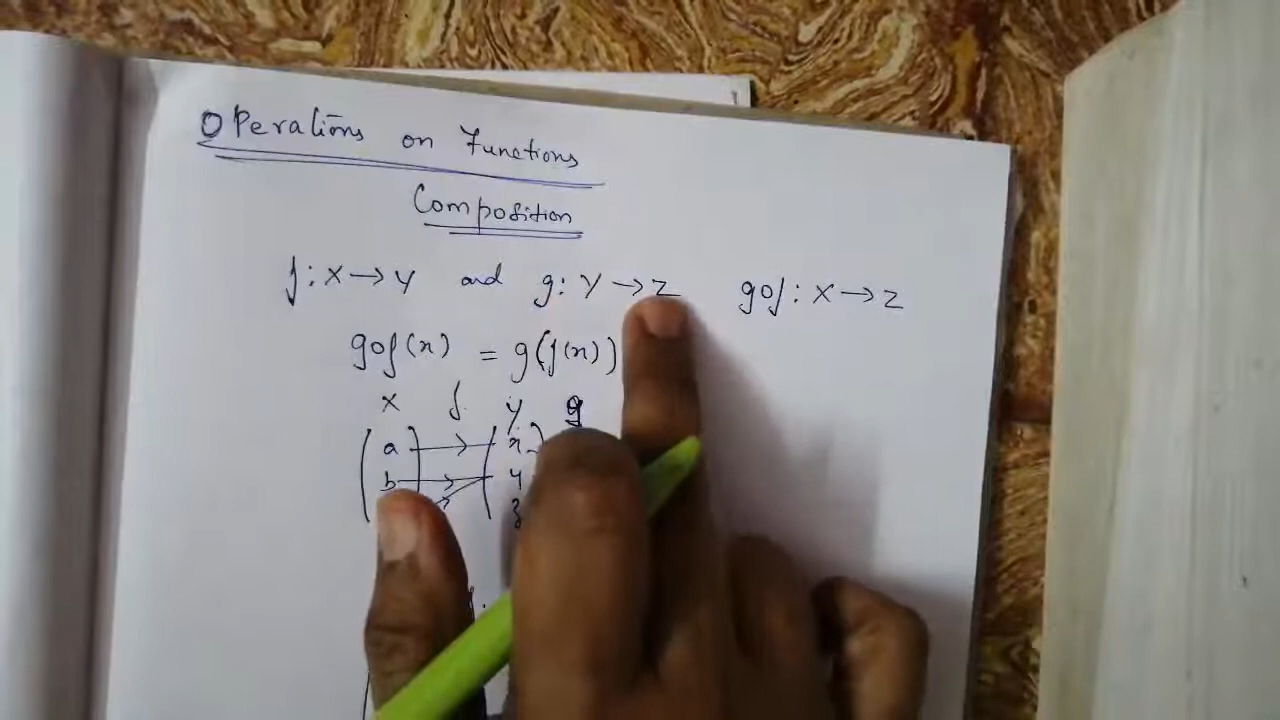 Operations on Functions
Composition
f : X → Y and g : Y → Z gof : X → Z
gof(x) = g(f(x))
X f Y g
a x
b y
z